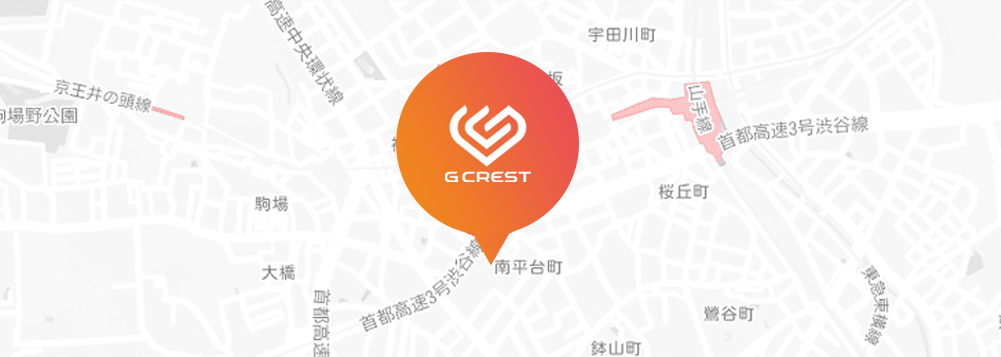 高速中央環状線
宇田川町
坂
京王井の頭線
駒場野公園
山手線
首都高速3号渋谷線
G CREST
駒場
桜丘町
大橋
首都高速3号渋谷線
南平台町
首都高速
東急東横線
鶯谷町
鉢山町